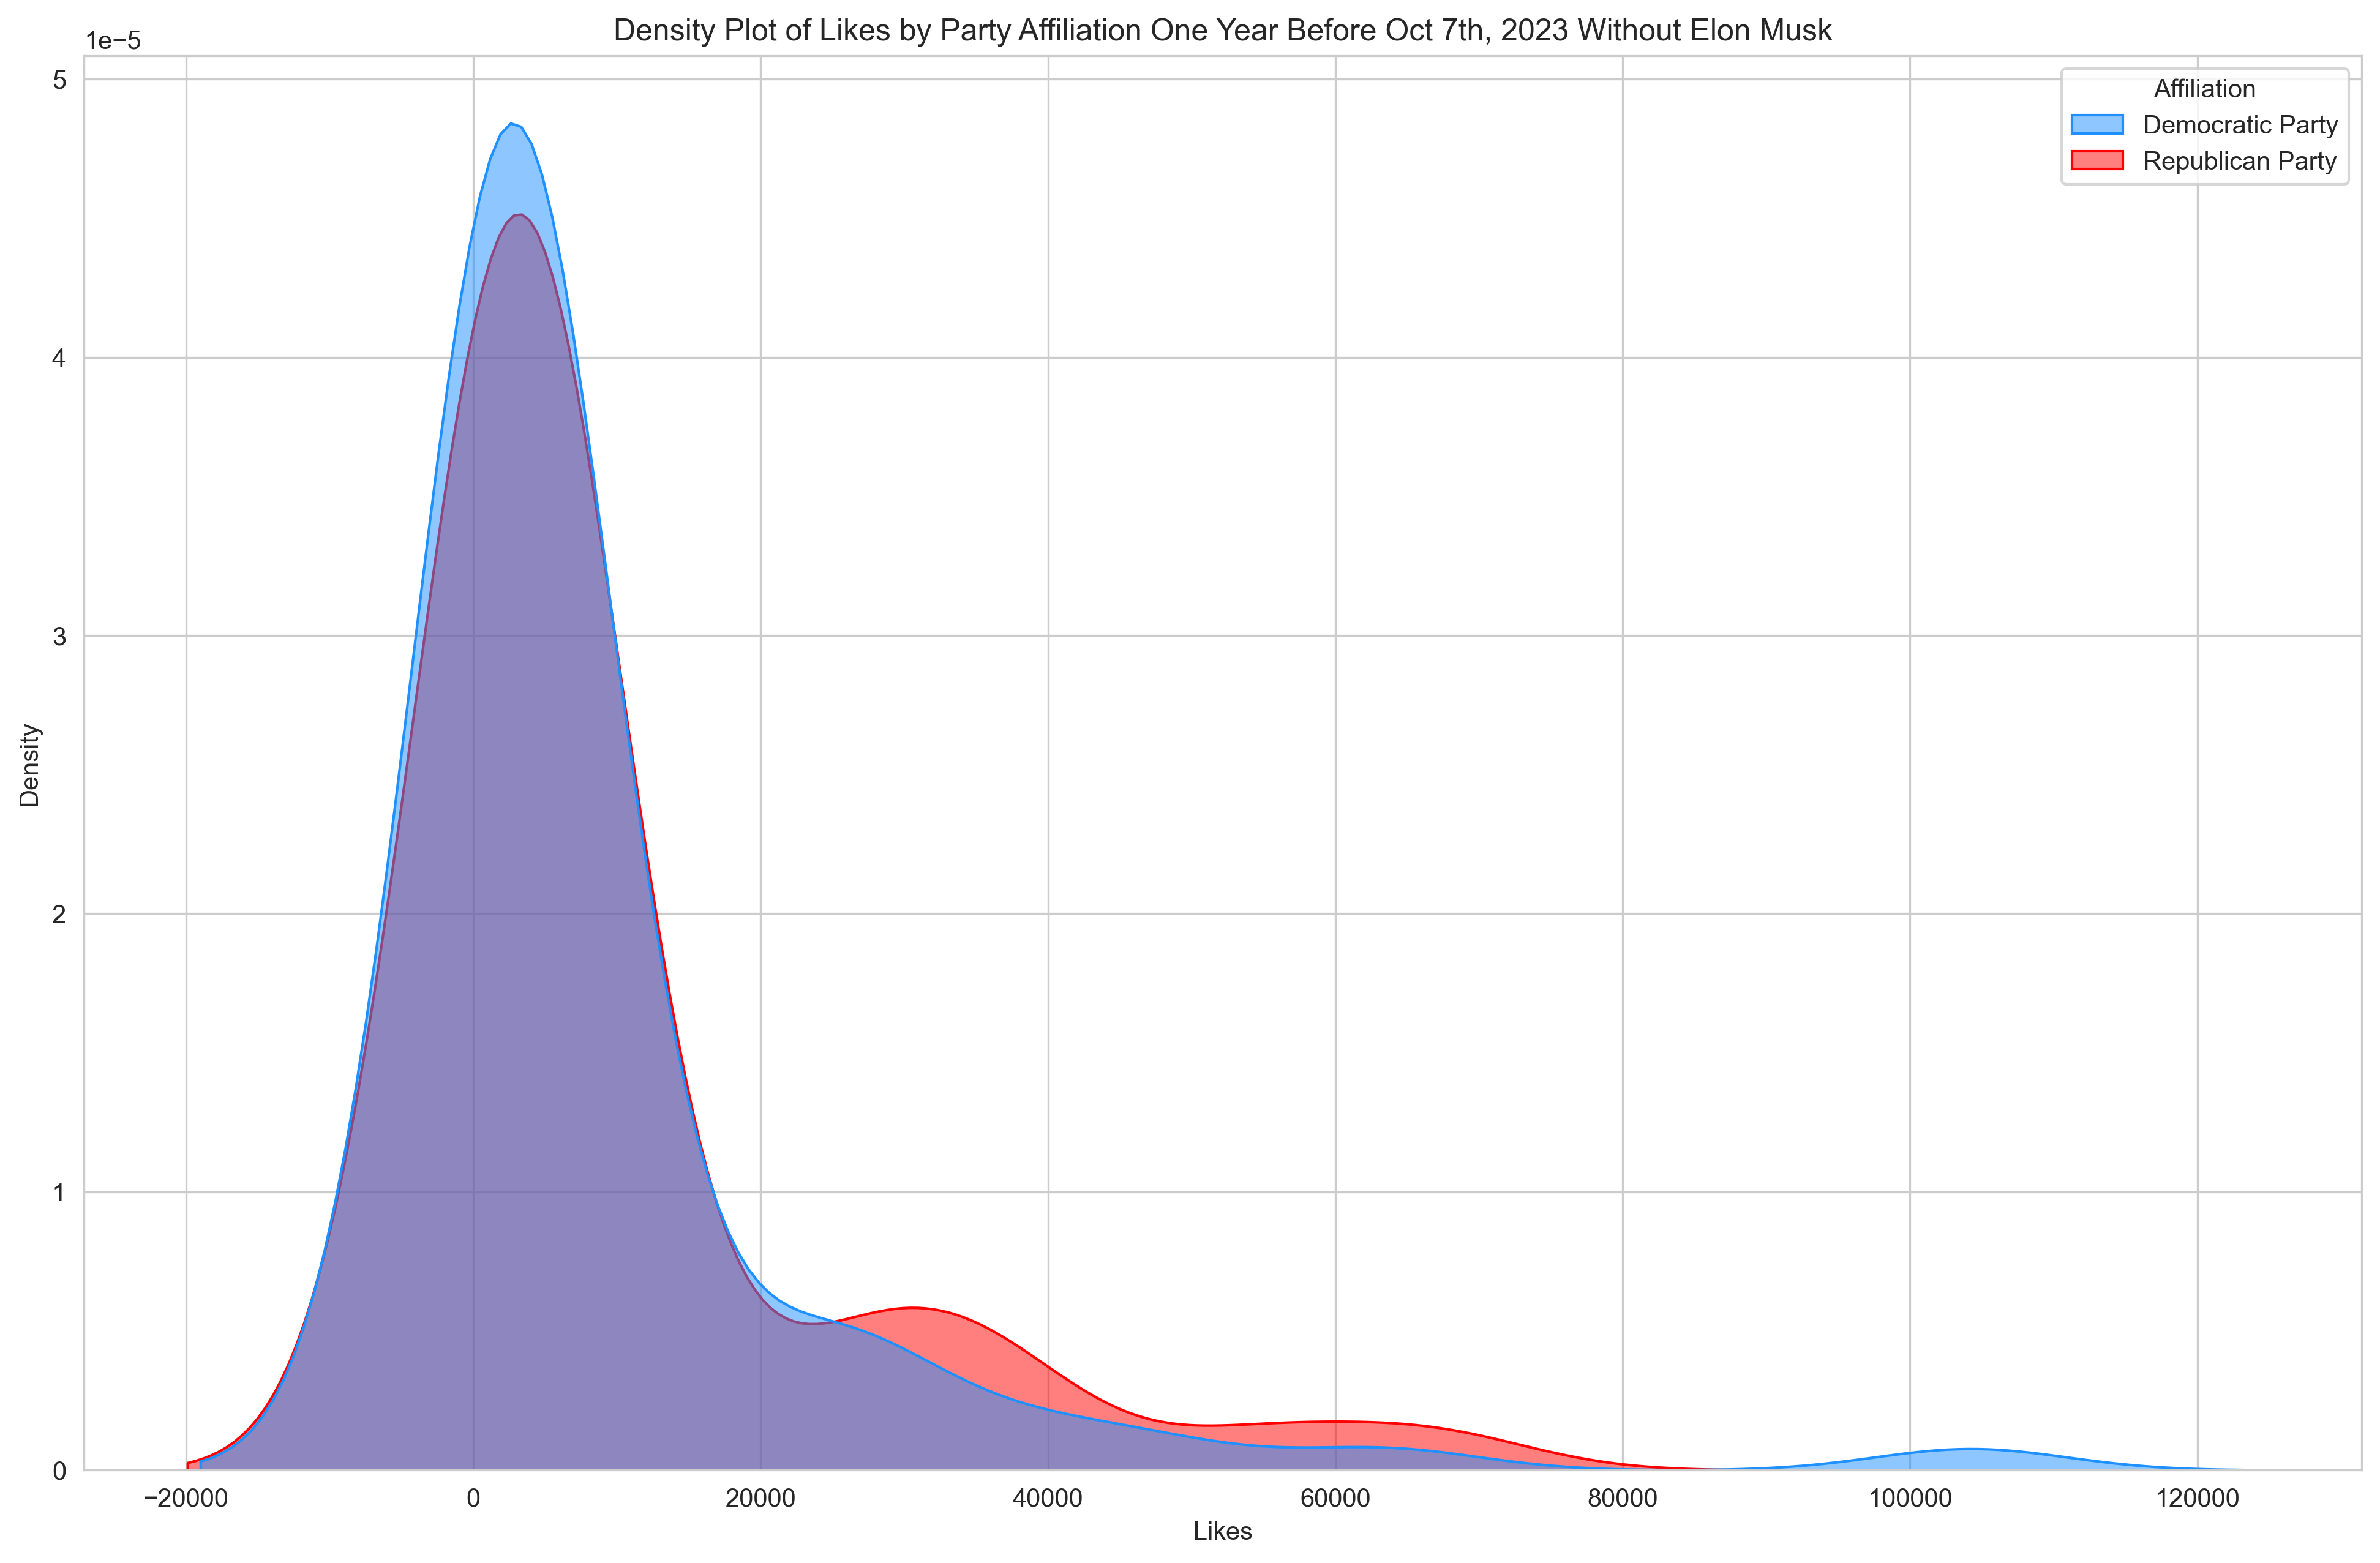 Density Plot of Likes by Party Affiliation One Year Before Oct 7th, 2023 Without Elon Musk
1e−5
Affiliation
Democratic Party
Republican Party
5
4
3
2
1
0
Density
−20000 0 20000 40000 60000 80000 100000 120000
Likes